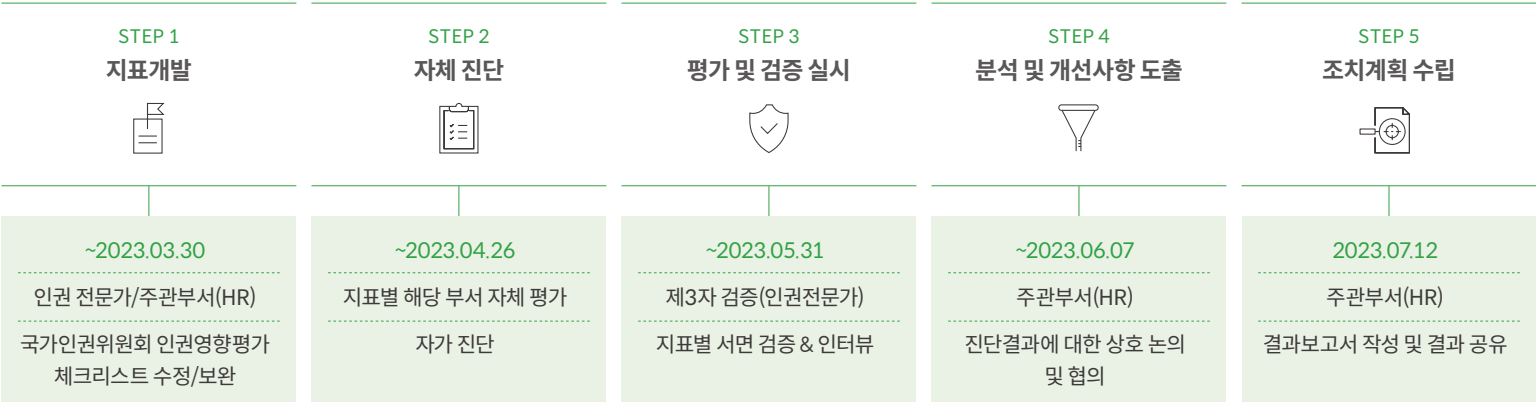 STEP 1
지표개발
~2023.03.30
인권 전문가/주관부서(HR)
국가인권위원회 인권영향평가
체크리스트 수정/보완
STEP 2
자체 진단
~2023.04.26
지표별 해당 부서 자체 평가
자가 진단
STEP 3
평가 및 검증 실시
~2023.05.31
제3자 검증(인권전문가)
지표별 서면 검증 & 인터뷰
STEP 4
분석 및 개선사항 도출
~2023.06.07
주관부서(HR)
진단결과에 대한 상호 논의
및 협의
STEP 5
조치계획 수립
2023.07.12
주관부서(HR)
결과보고서 작성 및 결과 공유